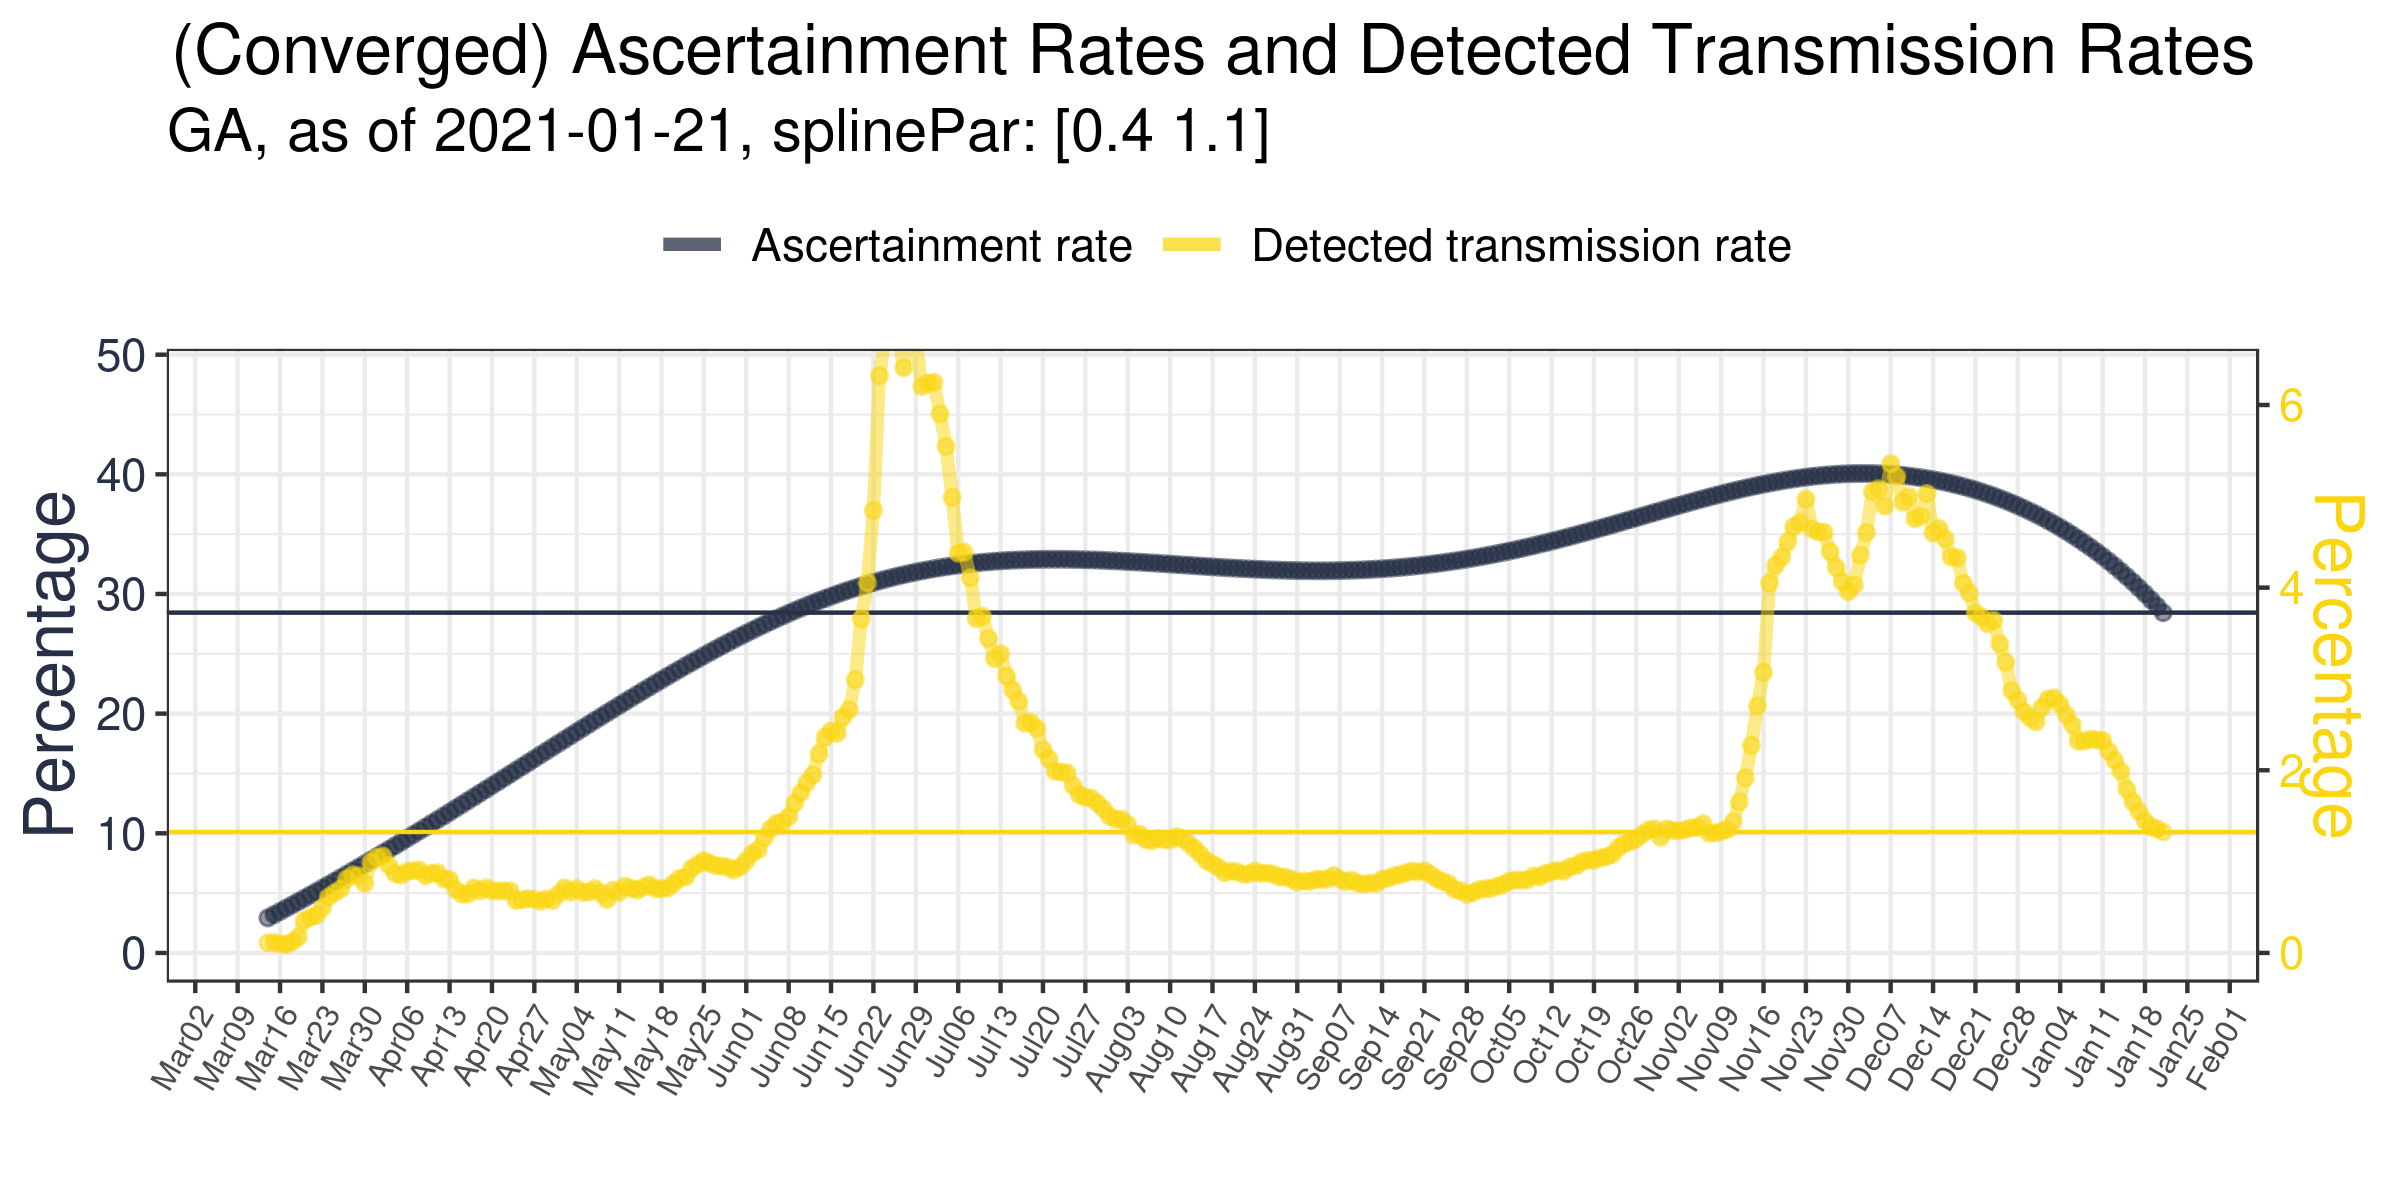 (Converged) Ascertainment Rates and Detected Transmission Rates
GA, as of 2021-01-21, splinePar: [0.4 1.1]
Ascertainment rate Detected transmission rate
Percentage
50
40
30
20
10
0
6
4
2
0
Percentage
Mar02 Mar09 Mar16 Mar23 Mar30 Apr06 Apr13 Apr20 Apr27 May04 May11 May18 May25 Jun01 Jun08 Jun15 Jun22 Jun29 Jul06 Jul13 Jul20 Jul27 Aug03 Aug10 Aug17 Aug24 Aug31 Sep07 Sep14 Sep21 Sep28 Oct05 Oct12 Oct19 Oct26 Nov02 Nov09 Nov16 Nov23 Nov30 Dec07 Dec14 Dec21 Dec28 Jan04 Jan11 Jan18 Jan25 Feb01